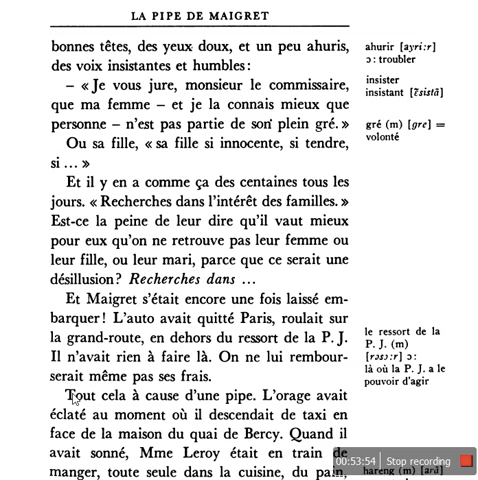 LA PIPE DE MAIGRET
bonnes têtes, des yeux doux, et un peu ahuris,
des voix insistantes et humbles :
– « Je vous jure, monsieur le commissaire,
que ma femme – et je la connais mieux que
personne – n'est pas partie de son plein gré. »
Ou sa fille, « sa fille si innocente, si tendre,
si ... »
Et il y en a comme ça des centaines tous les
jours. « Recherches dans l'intérêt des familles. »
Est-ce la peine de leur dire qu'il vaut mieux
pour eux qu'on ne retrouve pas leur femme ou
leur fille, ou leur mari, parce que ce serait une
désillusion? Recherches dans ...
Et Maigret s'était encore une fois laissé em-
barquer! L'auto avait quitté Paris, roulait sur
la grand-route, en dehors du ressort de la P. J.
Il n'avait rien à faire là. On ne lui rembour-
serait même pas ses frais.
Tout cela à cause d'une pipe. L'orage avait
éclaté au moment où il descendait de taxi en
face de la maison du quai de Bercy. Quand il
avait sonné, Mme Leroy était en train de
manger, toute seule dans la cuisine, du pain,
ahurir [ayri:r]
ɔ: troubler
insister
insistant [ɛ̃sistɑ̃]
gré (m) [gre] =
volonté
le ressort de la
P. J. (m)
[rəsɔ:r] ɔ:
là où la P. J. a le
pouvoir d'agir
00:53:54 Stop recording
hareng (m) [arɑ̃]